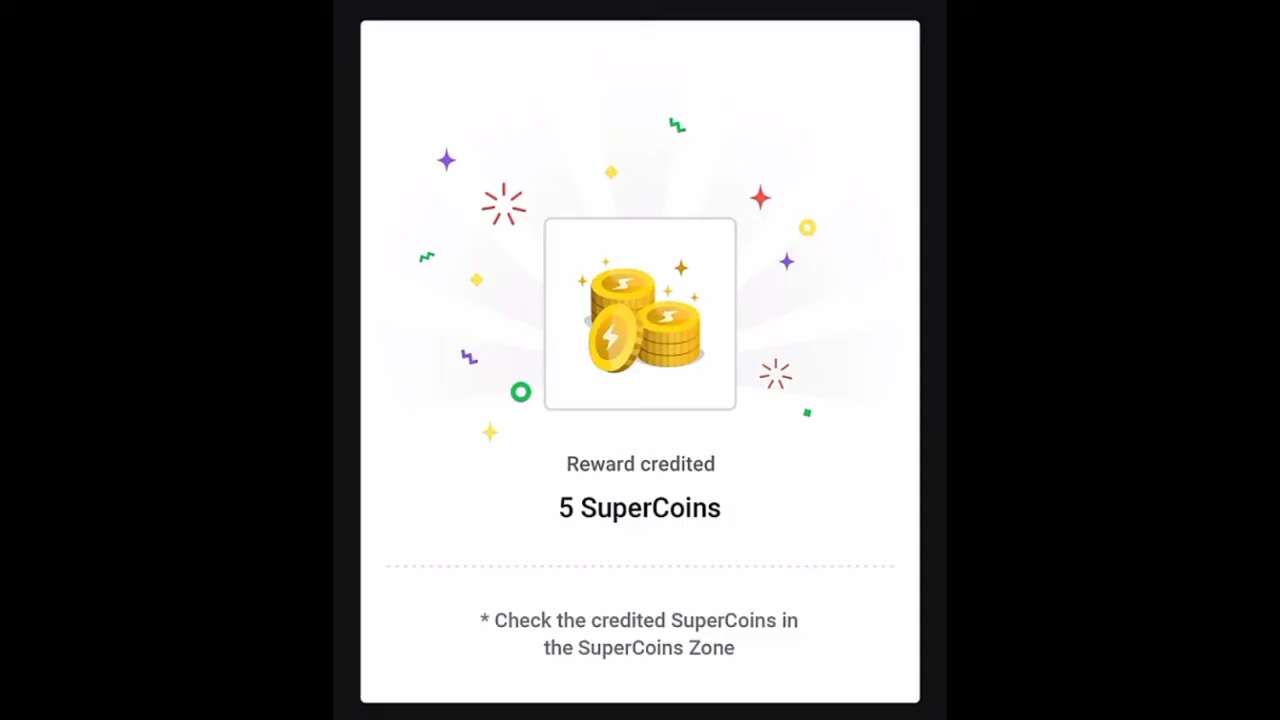 Reward credited
5 SuperCoins
* Check the credited SuperCoins in
the SuperCoins Zone